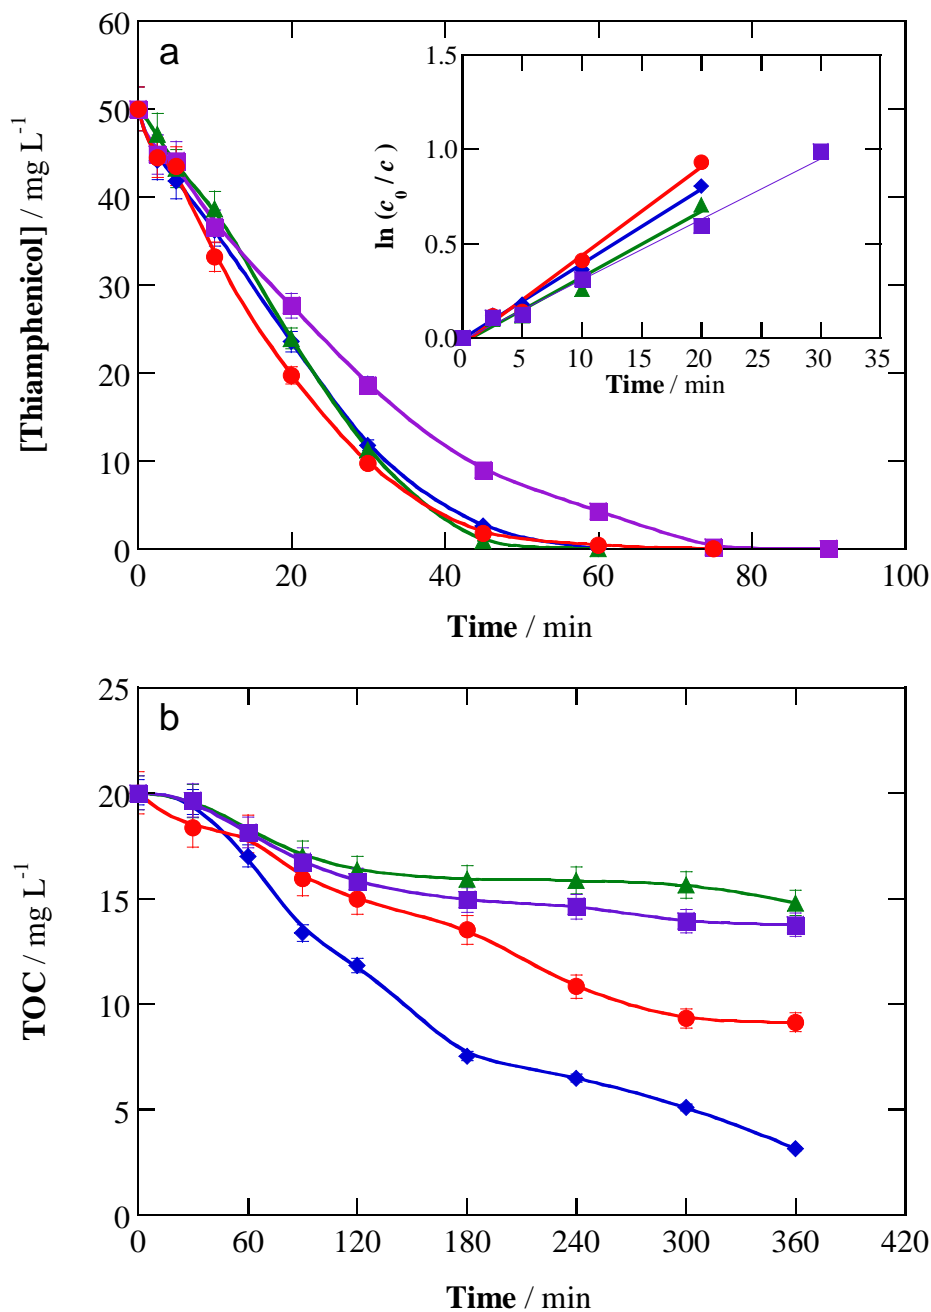 a
[Thiamphenicol] / mg L⁻¹
60
50
40
30
20
10
0
0 20 40 60 80 100
Time / min
ln (c₀ / c)
1.5
1.0
0.5
0.0
0 5 10 15 20 25 30 35
Time / min
b
TOC / mg L⁻¹
25
20
15
10
5
0
0 60 120 180 240 300 360 420
Time / min